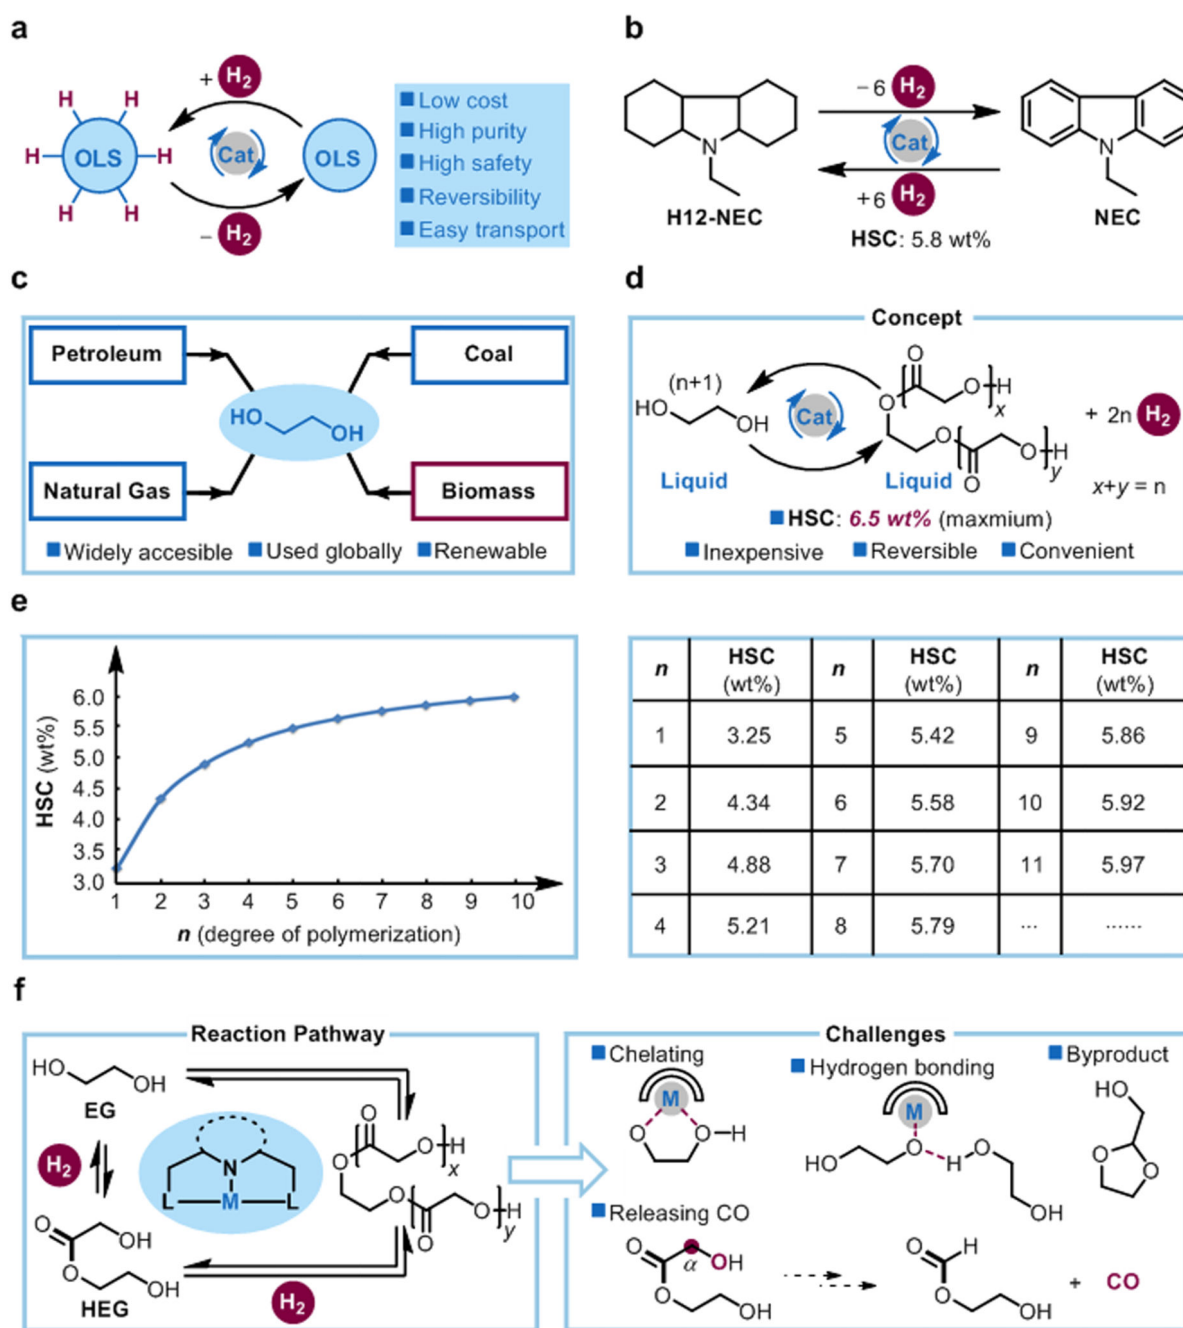 a
+ H2
H H
H OLS H
H H
Cat
OLS
− H2
Low cost
High purity
High safety
Reversibility
Easy transport
b
N
H12-NEC
− 6 H2
Cat
+6 H2
HSC: 5.8 wt%
N
NEC
c
Petroleum
Coal
HO
OH
Natural Gas
Biomass
Widely accesible Used globally Renewable
d
Concept
(n+1)
HO
OH
Liquid
Cat
O
O O H
x
O O H
O y
Liquid
+ 2n H2
x+y = n
HSC: 6.5 wt% (maxmium)
Inexpensive Reversible Convenient
e
HSC (wt%)
6.0
5.5
5.0
4.5
4.0
3.5
3.0
1 2 3 4 5 6 7 8 9 10
n (degree of polymerization)
n HSC (wt%) n HSC (wt%) n HSC (wt%)
1 3.25 5 5.42 9 5.86
2 4.34 6 5.58 10 5.92
3 4.88 7 5.70 11 5.97
4 5.21 8 5.79 ... ......
f
Reaction Pathway
HO
OH
EG
H2
N
L M L
O
O H
O x
O O H
O y
O
OH
O
OH
HEG
H2
Challenges
Chelating
M
O O−H
Hydrogen bonding
M
HO O H HO
OH
Byproduct
HO
O
O
Releasing CO
O
α OH
O
OH
O H
O
OH
+ CO